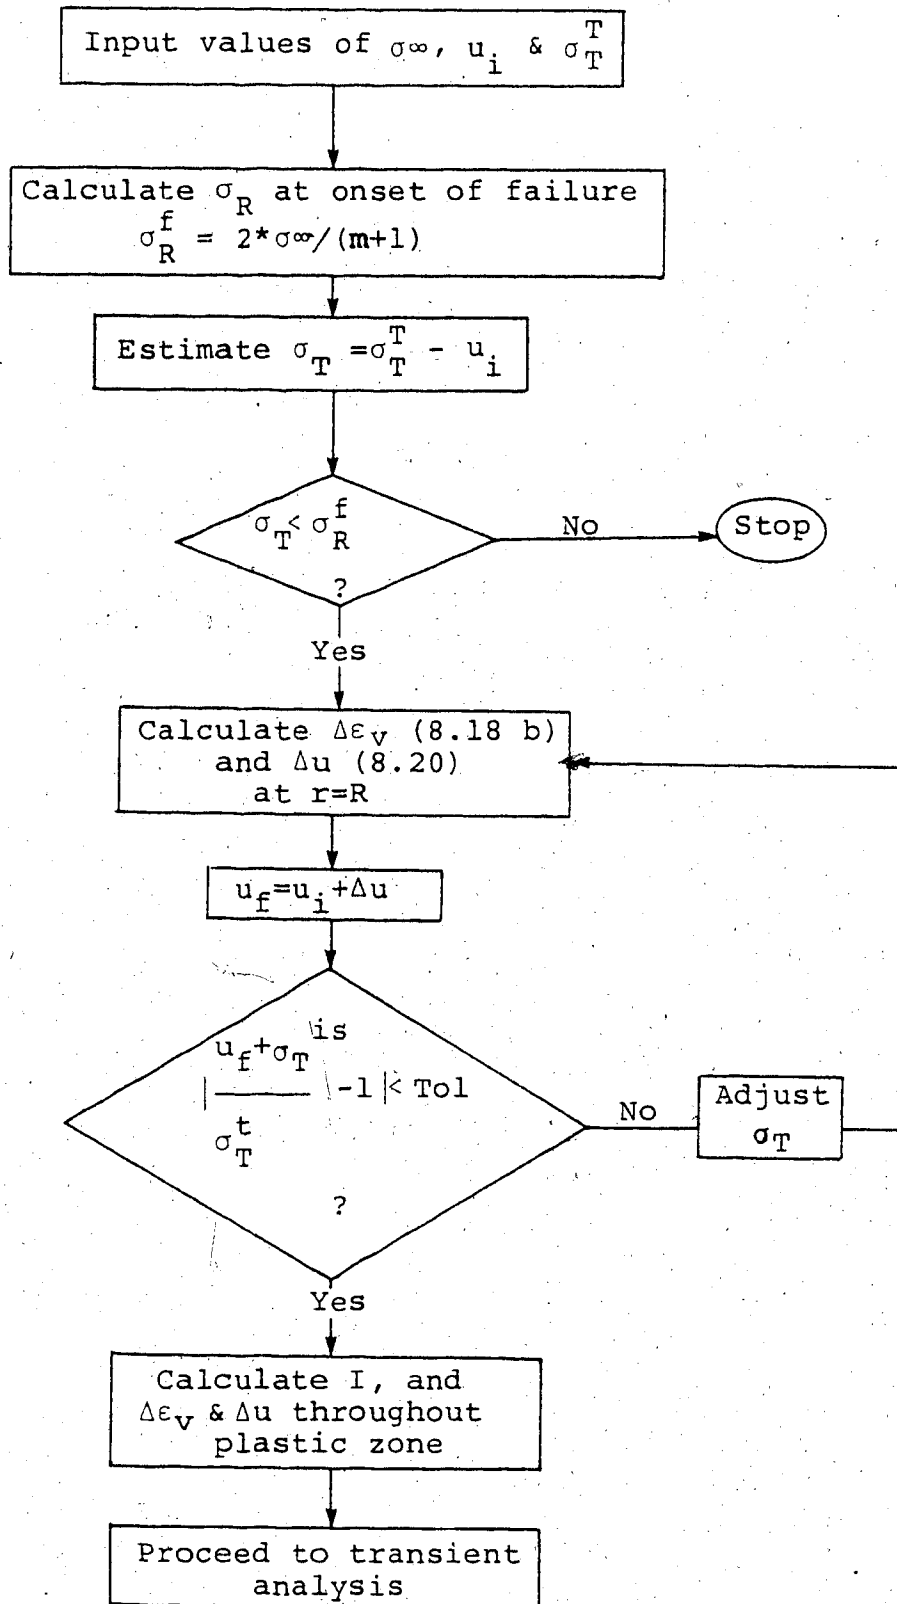 Input values of σ∞, u_i & σ_T^T
Calculate σ_R at onset of failure
σ_R^f = 2*σ∞/(m+1)
Estimate σ_T =σ_T^T - u_i
σ_T< σ_R^f
?
No
Stop
Yes
Calculate Δε_v (8.18 b)
and Δu (8.20)
at r=R
u_f=u_i+Δu
is
|(u_f+σ_T)/σ_T^t -1|< Tol
?
No
Adjust
σ_T
Yes
Calculate I, and
Δε_v & Δu throughout
plastic zone
Proceed to transient
analysis